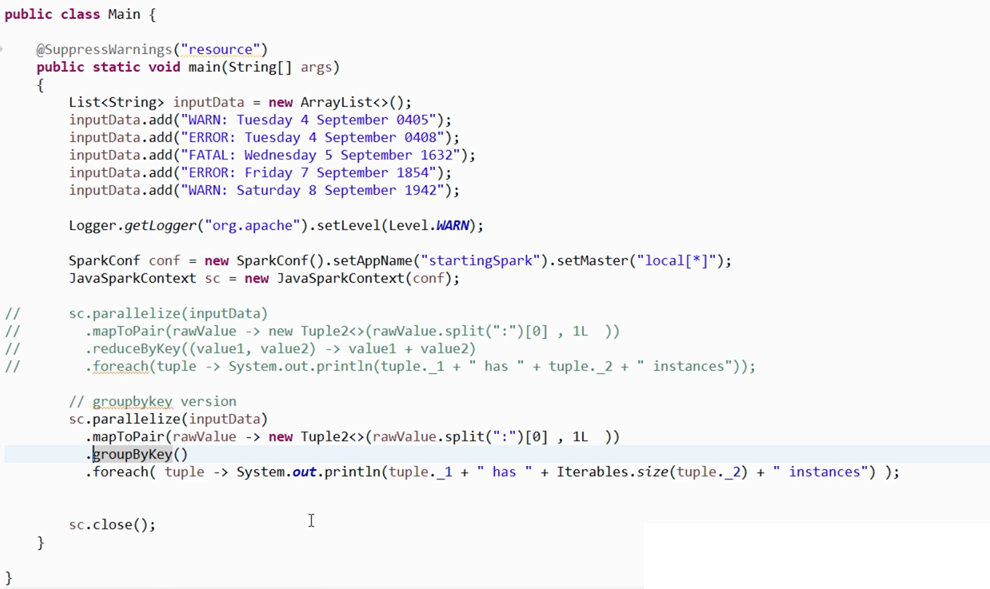 public class Main {
@SuppressWarnings("resource")
public static void main(String[] args)
{
List<String> inputData = new ArrayList<>();
inputData.add("WARN: Tuesday 4 September 0405");
inputData.add("ERROR: Tuesday 4 September 0408");
inputData.add("FATAL: Wednesday 5 September 1632");
inputData.add("ERROR: Friday 7 September 1854");
inputData.add("WARN: Saturday 8 September 1942");
Logger.getLogger("org.apache").setLevel(Level.WARN);
SparkConf conf = new SparkConf().setAppName("startingSpark").setMaster("local[*]");
JavaSparkContext sc = new JavaSparkContext(conf);
// sc.parallelize(inputData)
// .mapToPair(rawValue -> new Tuple2<>(rawValue.split(":")[0] , 1L ))
// .reduceByKey((value1, value2) -> value1 + value2)
// .foreach(tuple -> System.out.println(tuple._1 + " has " + tuple._2 + " instances"));
// groupbykey version
sc.parallelize(inputData)
.mapToPair(rawValue -> new Tuple2<>(rawValue.split(":")[0] , 1L ))
.groupByKey()
.foreach( tuple -> System.out.println(tuple._1 + " has " + Iterables.size(tuple._2) + " instances") );
sc.close();
}
}